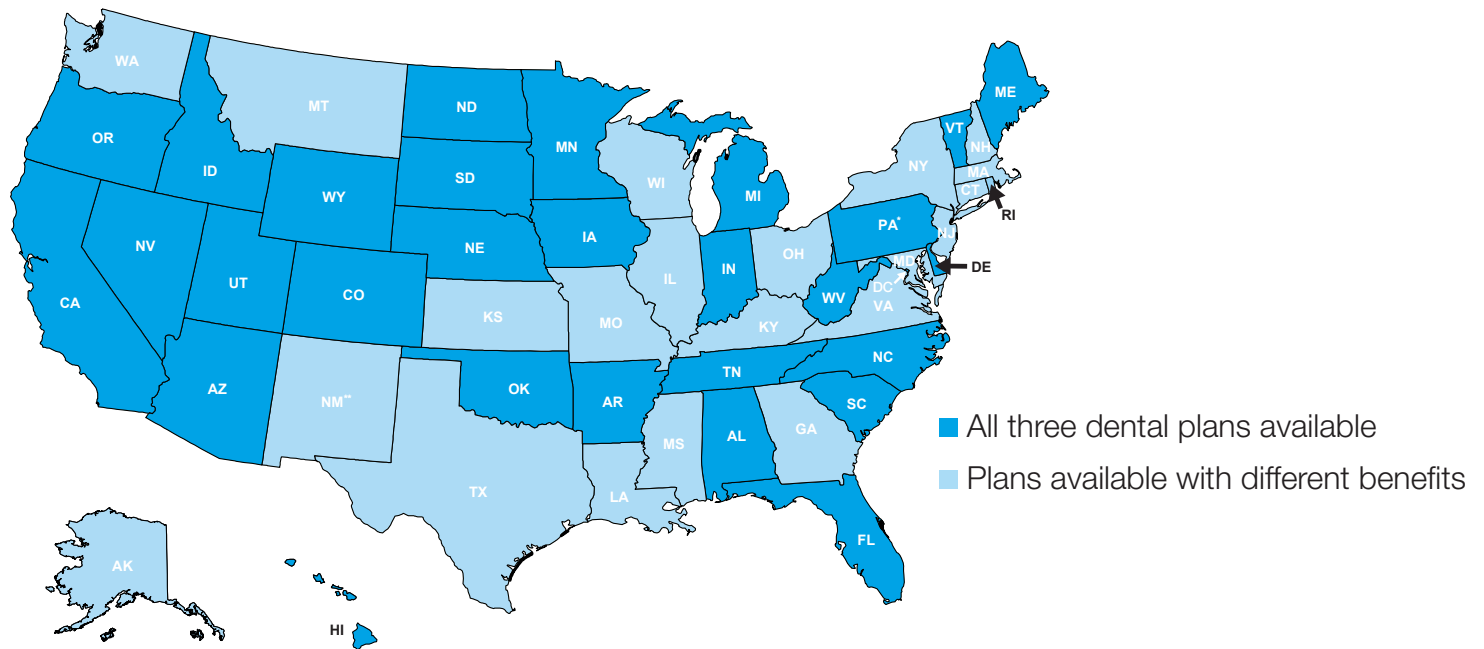 WA
MT
ND
MN
ME
VT
NH
OR
ID
SD
WI
NY
MA
CT
RI
WY
MI
NE
IA
PA*
NJ
NV
UT
CO
IL
IN
OH
MD
DE
DC
CA
KS
MO
WV
VA
KY
AZ
NM**
OK
AR
TN
NC
SC
MS
AL
GA
TX
LA
FL
AK
HI
All three dental plans available
Plans available with different benefits